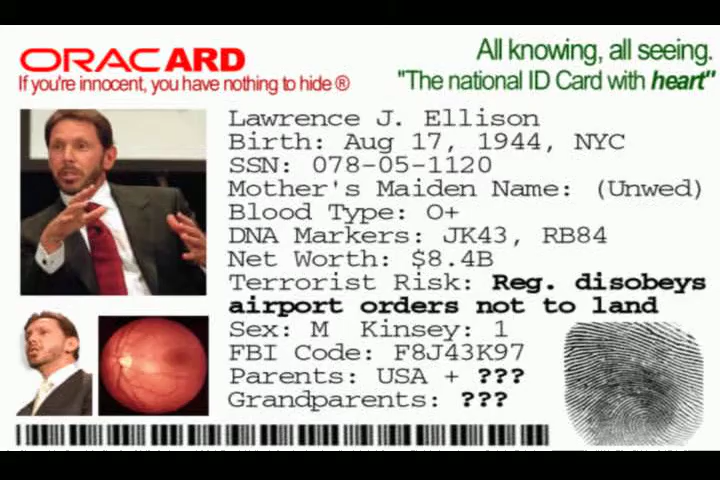 ORACARD
If you're innocent, you have nothing to hide ®
All knowing, all seeing.
"The national ID Card with heart"
Lawrence J. Ellison
Birth: Aug 17, 1944, NYC
SSN: 078-05-1120
Mother's Maiden Name: (Unwed)
Blood Type: O+
DNA Markers: JK43, RB84
Net Worth: $8.4B
Terrorist Risk: Reg. disobeys
airport orders not to land
Sex: M Kinsey: 1
FBI Code: F8J43K97
Parents: USA + ???
Grandparents: ???